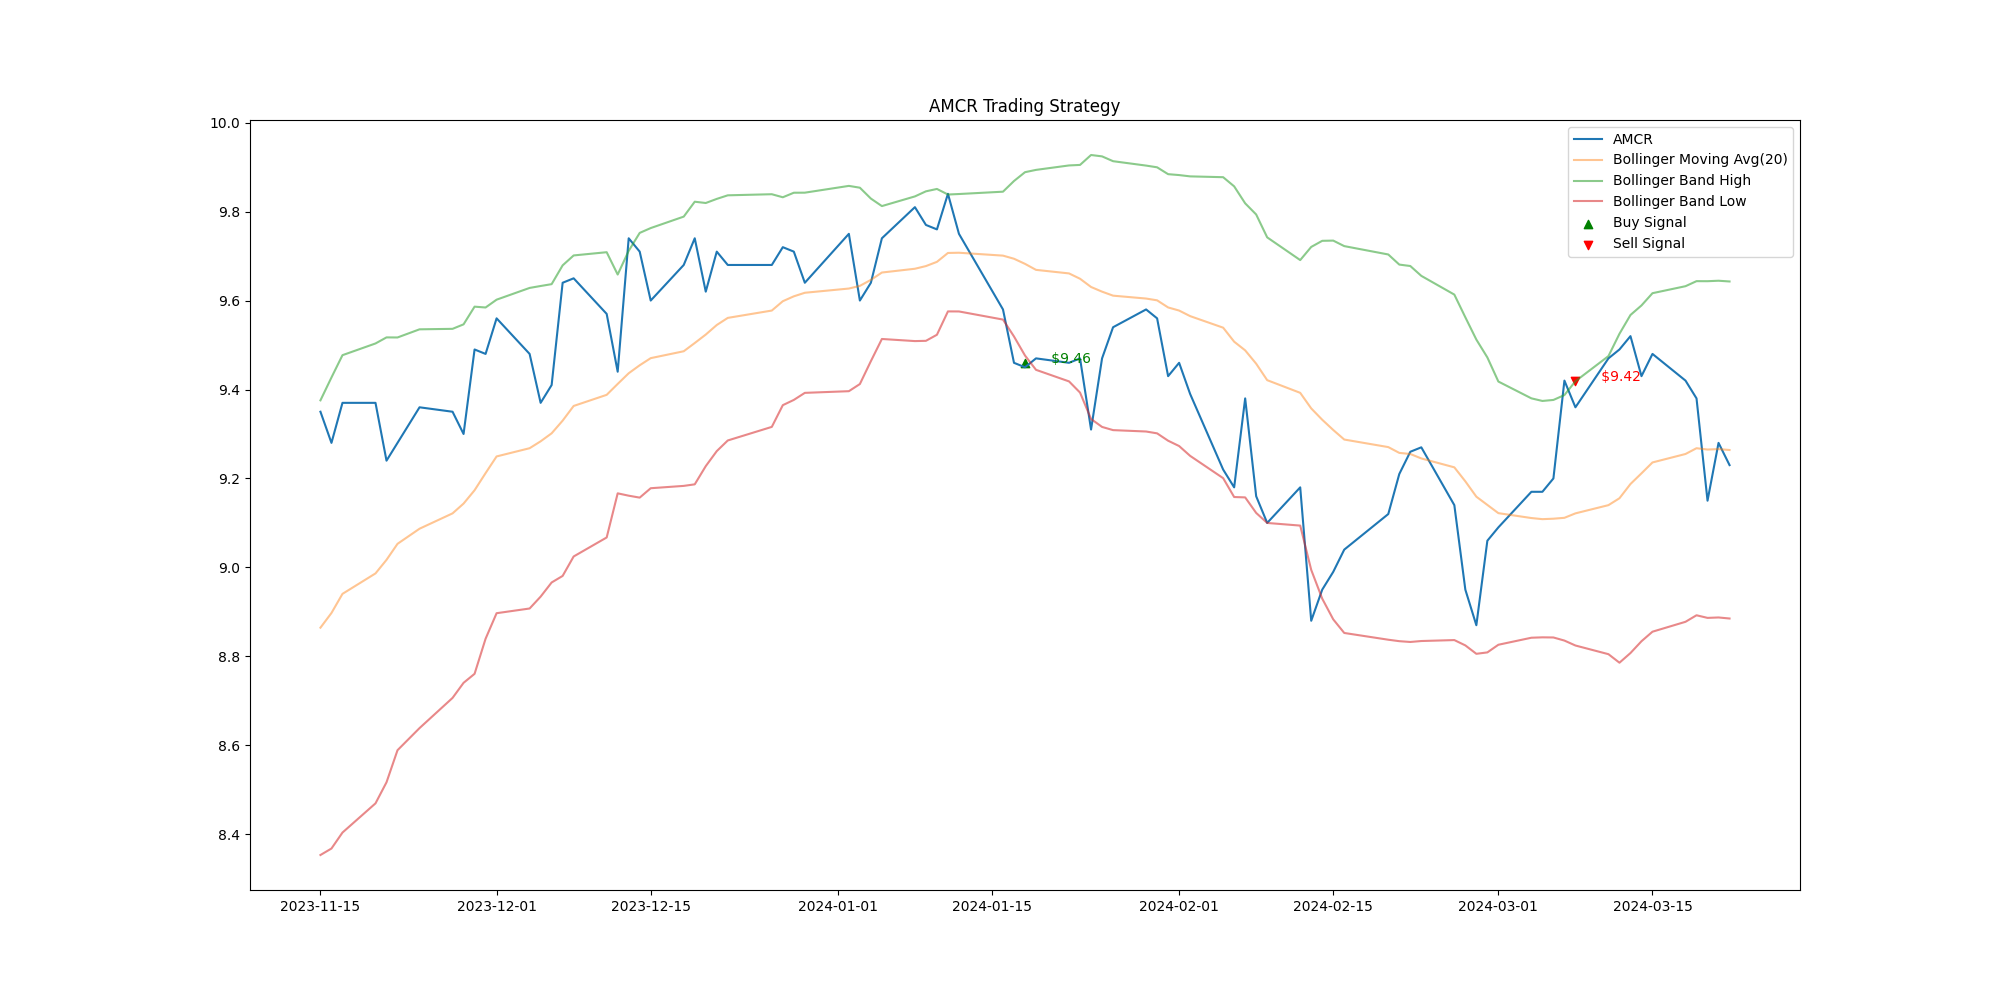 AMCR Trading Strategy
10.0
9.8
9.6
9.4
9.2
9.0
8.8
8.6
8.4
AMCR
Bollinger Moving Avg(20)
Bollinger Band High
Bollinger Band Low
Buy Signal
Sell Signal
$9.46
$9.42
2023-11-15 2023-12-01 2023-12-15 2024-01-01 2024-01-15 2024-02-01 2024-02-15 2024-03-01 2024-03-15